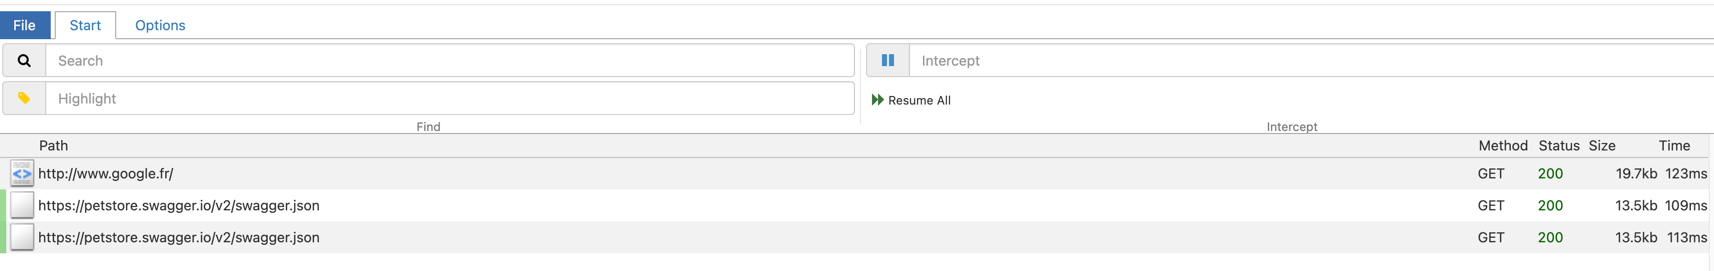 File Start Options
Search Intercept
Highlight Resume All
Find Intercept
Path Method Status Size Time
http://www.google.fr/ GET 200 19.7kb 123ms
https://petstore.swagger.io/v2/swagger.json GET 200 13.5kb 109ms
https://petstore.swagger.io/v2/swagger.json GET 200 13.5kb 113ms